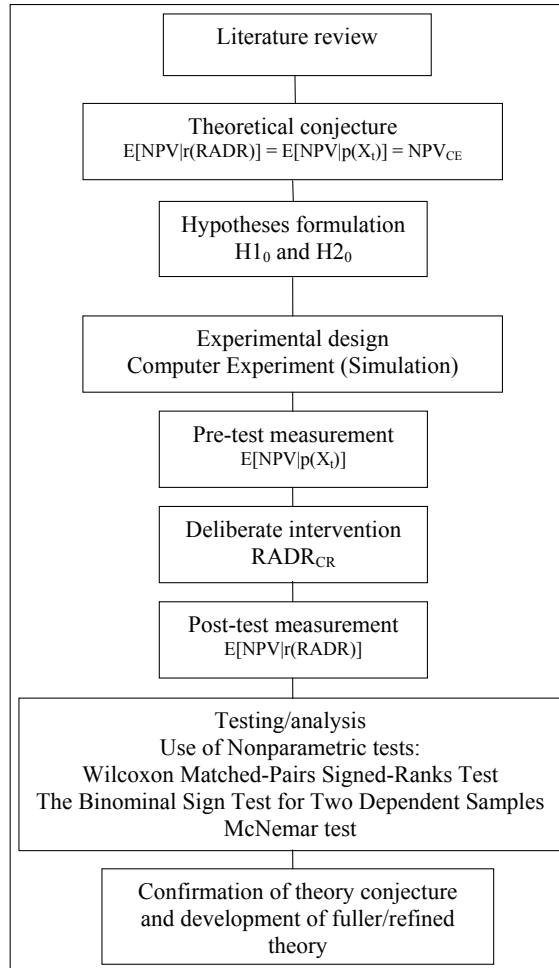 Literature review
Theoretical conjecture
E[NPV|r(RADR)] = E[NPV|p(Xₜ)] = NPV_CE
Hypotheses formulation
H1₀ and H2₀
Experimental design
Computer Experiment (Simulation)
Pre-test measurement
E[NPV|p(Xₜ)]
Deliberate intervention
RADR_CR
Post-test measurement
E[NPV|r(RADR)]
Testing/analysis
Use of Nonparametric tests:
Wilcoxon Matched-Pairs Signed-Ranks Test
The Binominal Sign Test for Two Dependent Samples
McNemar test
Confirmation of theory conjecture
and development of fuller/refined
theory